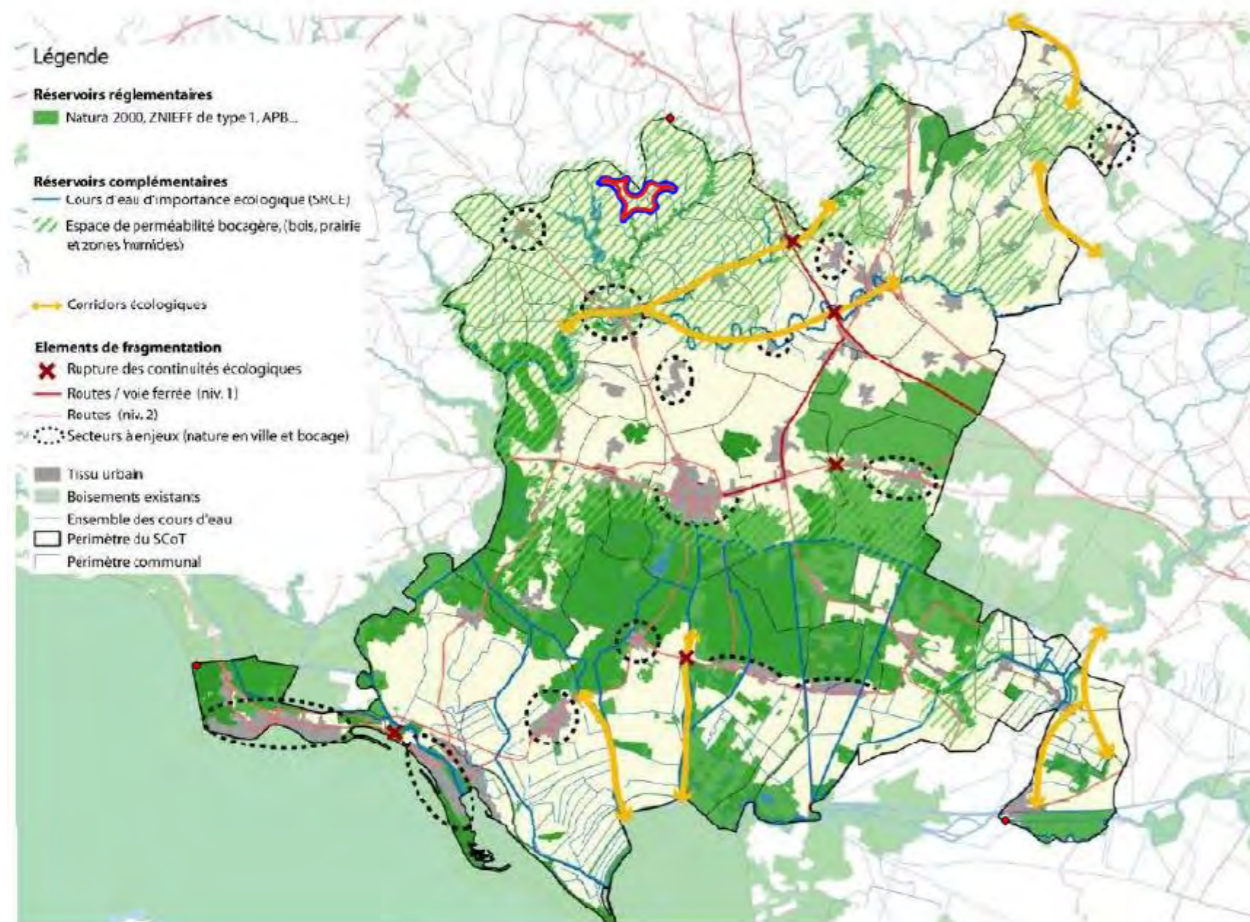 Légende
Réservoirs réglementaires
Natura 2000, ZNIEFF de type 1, APB...
Réservoirs complémentaires
Cours d'eau d'importance écologique (SRCE)
Espace de perméabilité bocagère, (bois, prairie
et zones humides)
Corridors écologiques
Elements de fragmentation
Rupture des continuités écologiques
Routes / voie ferrée (niv. 1)
Routes (niv. 2)
Secteurs à enjeux (nature en ville et bocage)
Tissu urbain
Boisements existants
Ensemble des cours d'eau
Périmètre du SCoT
Périmètre communal